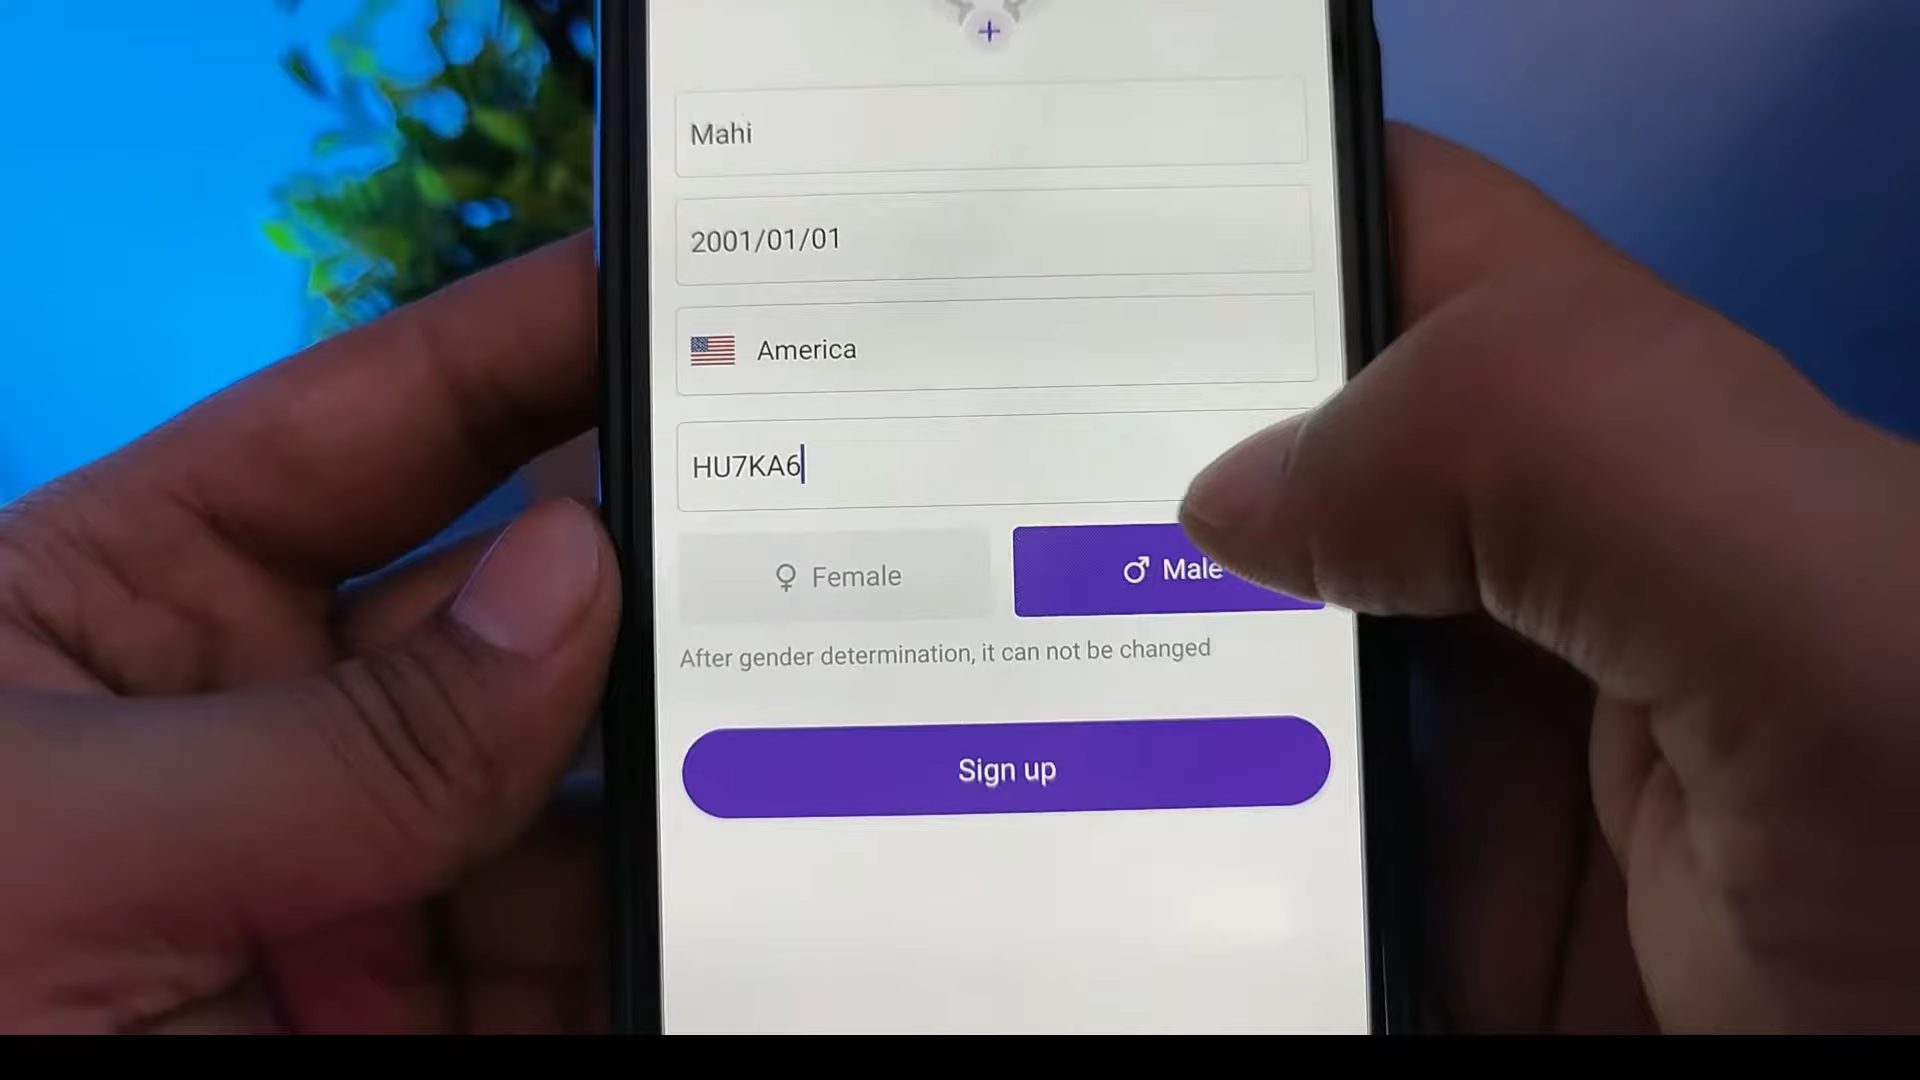 Mahi
2001/01/01
America
HU7KA6
Female
Male
After gender determination, it can not be changed
Sign up